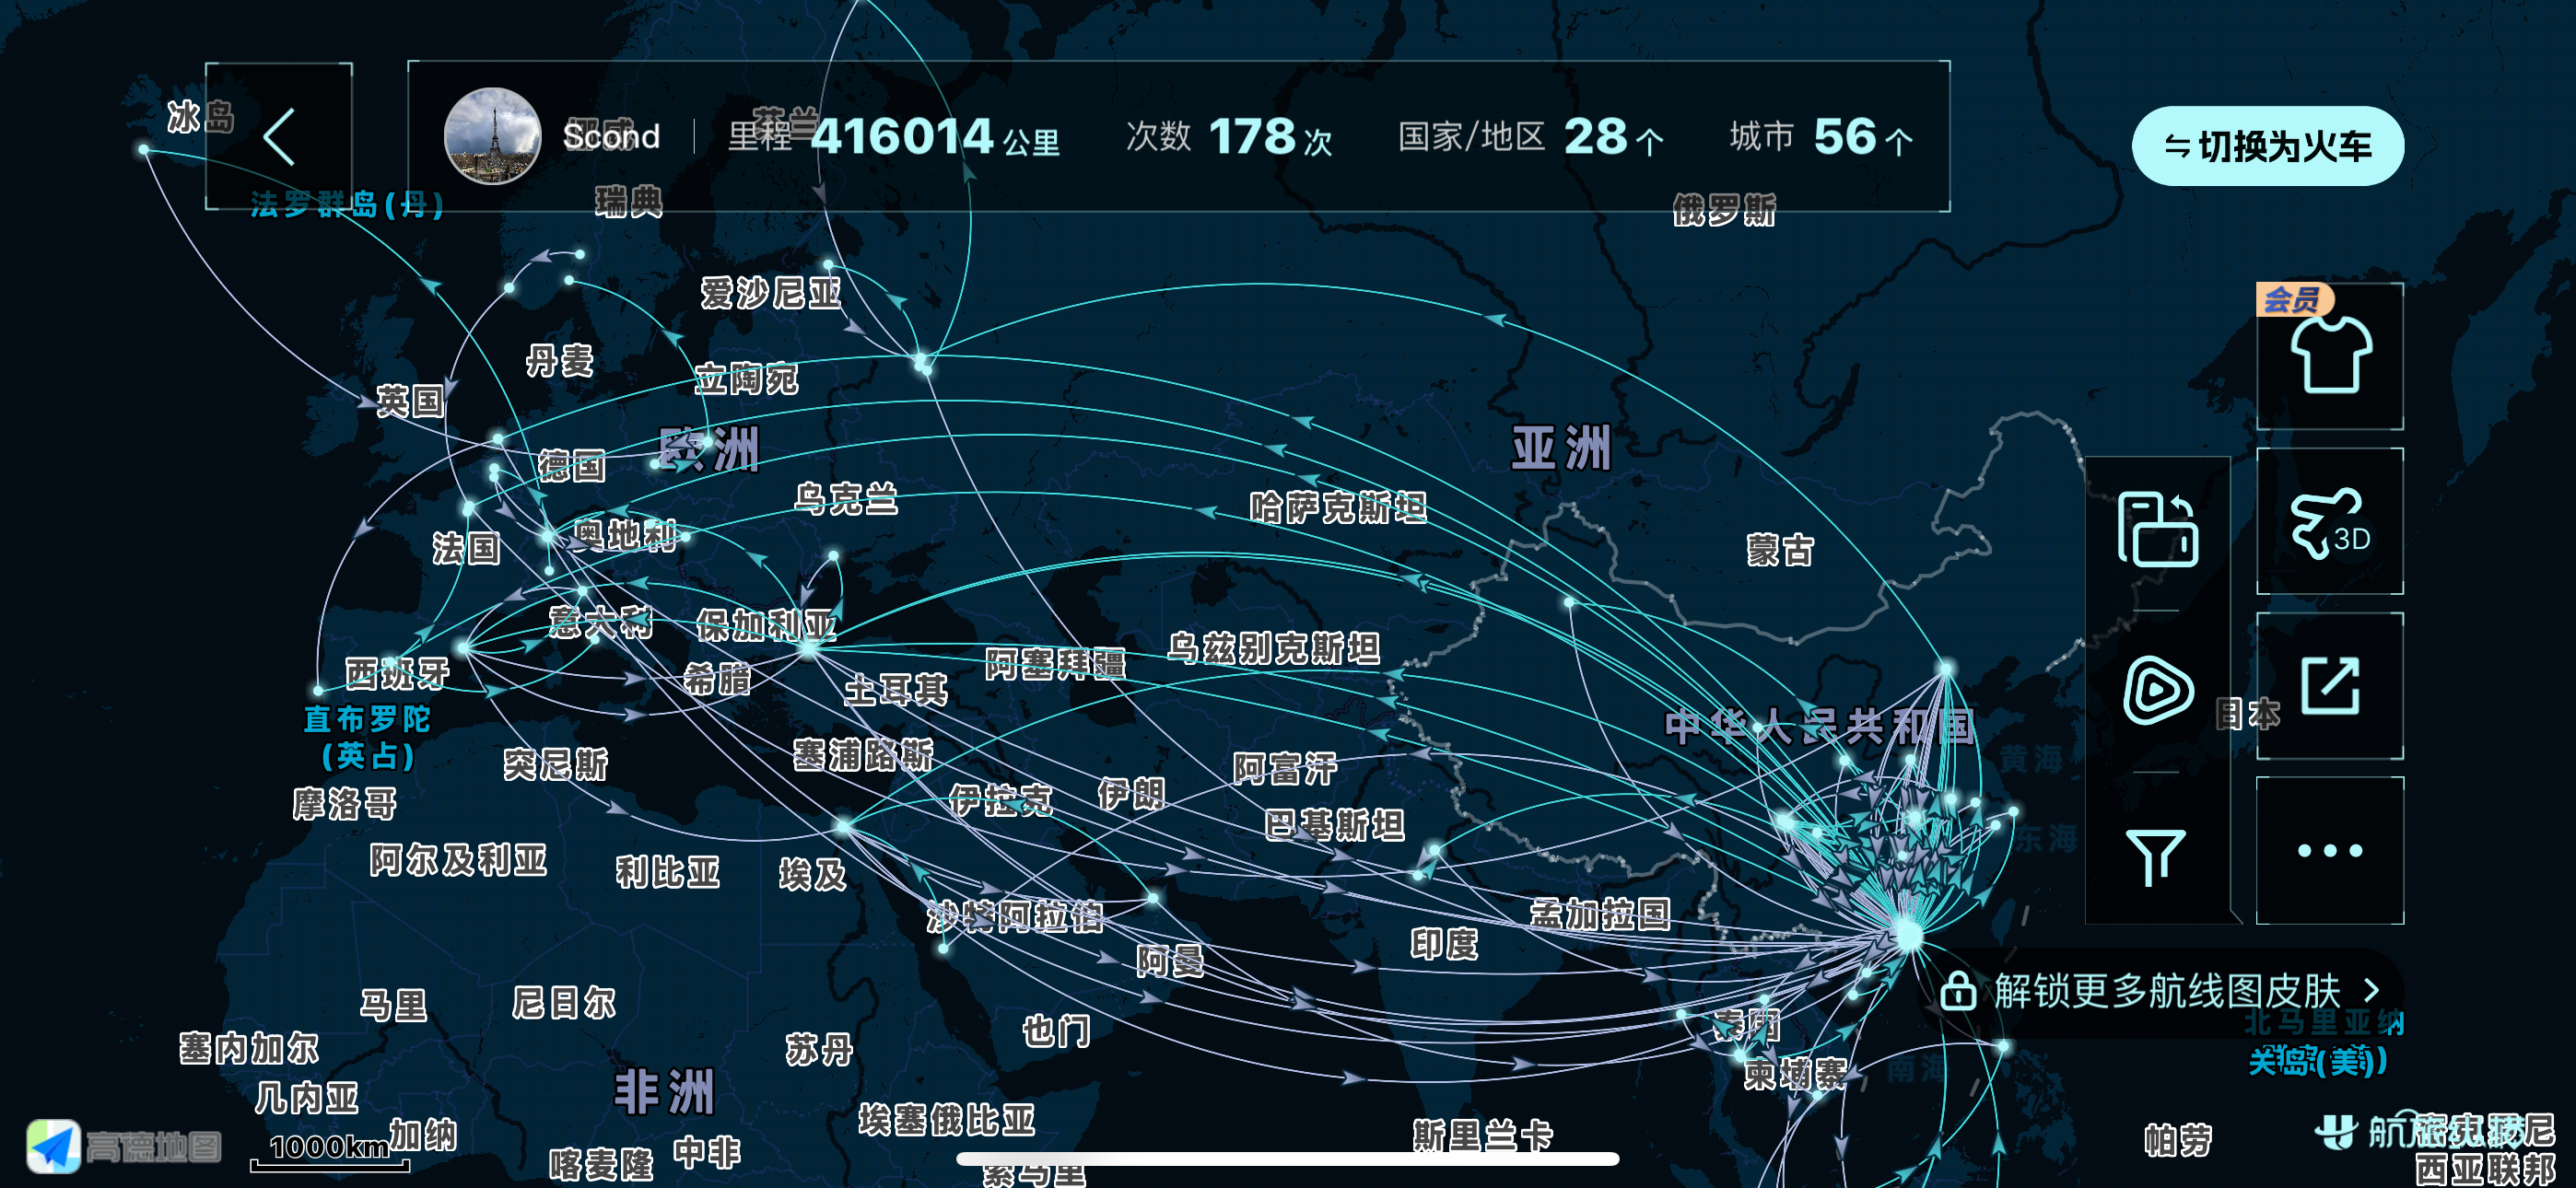 冰岛
Scond
里程 416014 公里
次数 178 次
国家/地区 28 个
城市 56 个
切换为火车
芬兰
挪威
法罗群岛(丹)
瑞典
俄罗斯
爱沙尼亚
会员
丹麦
立陶宛
英国
欧洲
亚洲
德国
乌克兰
哈萨克斯坦
3D
法国
奥地利
蒙古
意大利
保加利亚
乌兹别克斯坦
阿塞拜疆
西班牙
希腊
土耳其
直布罗陀
(英占)
中华人民共和国
日本
黄海
突尼斯
塞浦路斯
阿富汗
摩洛哥
伊拉克
伊朗
巴基斯坦
东海
阿尔及利亚
利比亚
埃及
沙特阿拉伯
孟加拉国
印度
阿曼
解锁更多航线图皮肤
马里
尼日尔
也门
泰国
北马里亚纳
塞内加尔
苏丹
关岛(美)
南海
柬埔寨
几内亚
非洲
埃塞俄比亚
加纳
斯里兰卡
帕劳
航旅纵横
高德地图
1000km
喀麦隆
中非
索马里
西亚联邦